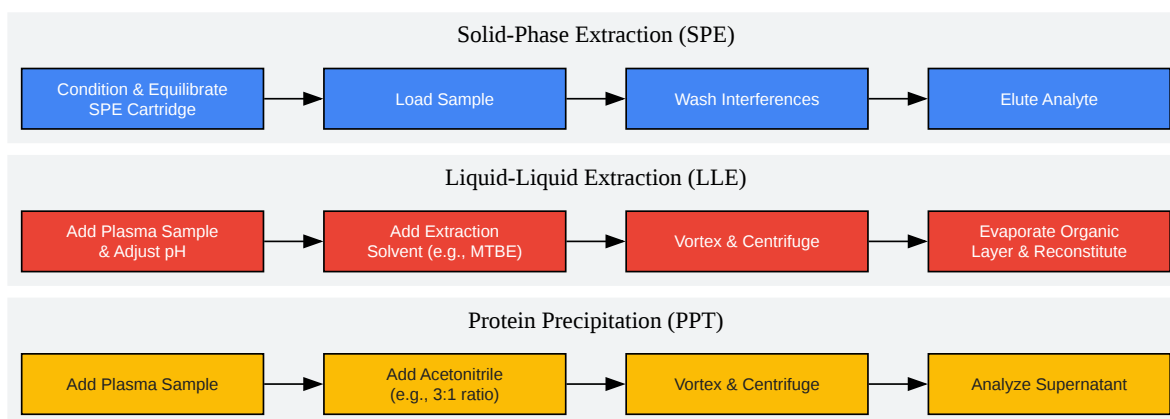 Solid-Phase Extraction (SPE)
Condition & Equilibrate
SPE Cartridge
Load Sample
Wash Interferences
Elute Analyte
Liquid-Liquid Extraction (LLE)
Add Plasma Sample
& Adjust pH
Add Extraction
Solvent (e.g., MTBE)
Vortex & Centrifuge
Evaporate Organic
Layer & Reconstitute
Protein Precipitation (PPT)
Add Plasma Sample
Add Acetonitrile
(e.g., 3:1 ratio)
Vortex & Centrifuge
Analyze Supernatant